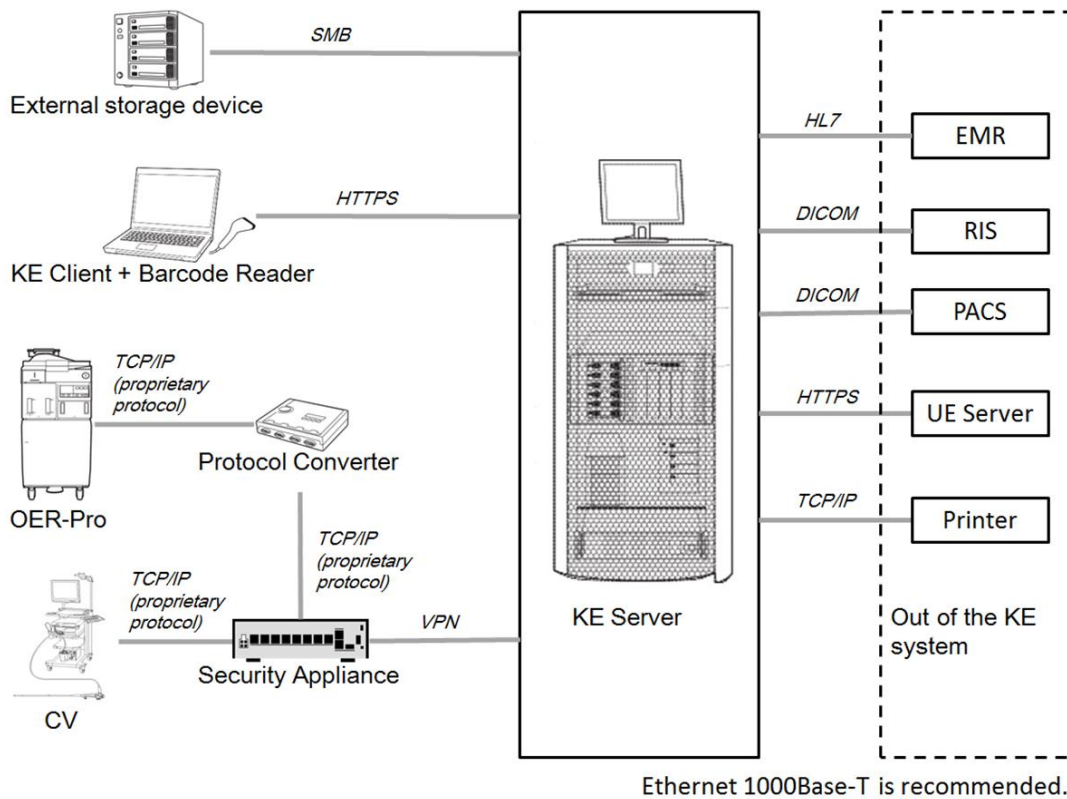 SMB
External storage device
HTTPS
KE Client + Barcode Reader
TCP/IP
(proprietary
protocol)
Protocol Converter
OER-Pro
TCP/IP
(proprietary
protocol)
TCP/IP
(proprietary
protocol)
VPN
Security Appliance
CV
KE Server
HL7
EMR
DICOM
RIS
DICOM
PACS
HTTPS
UE Server
TCP/IP
Printer
Out of the KE
system
Ethernet 1000Base-T is recommended.